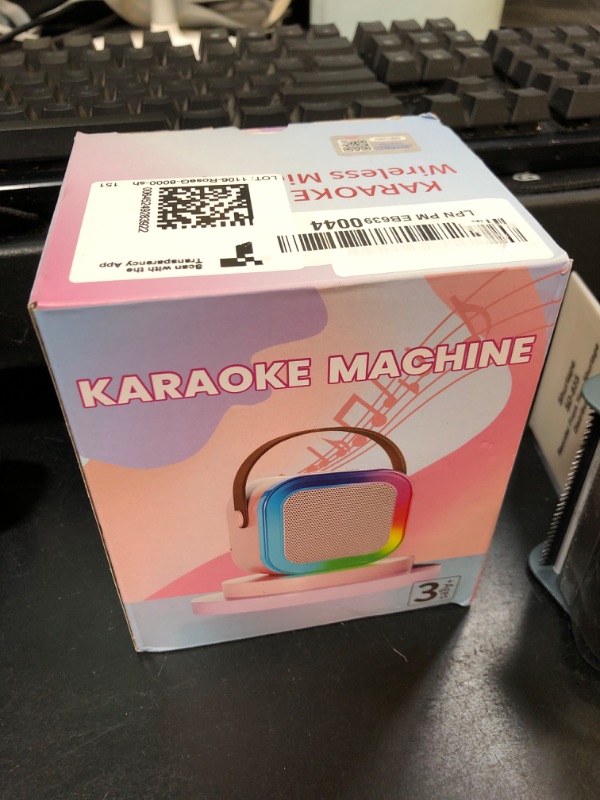 KARAOKE
Wireless Mi
LOT: 1106-RoseG-8000-sh
151
LPN PM EB6390044
Scan with the
Transparency App
KARAOKE MACHINE
3+
Ages